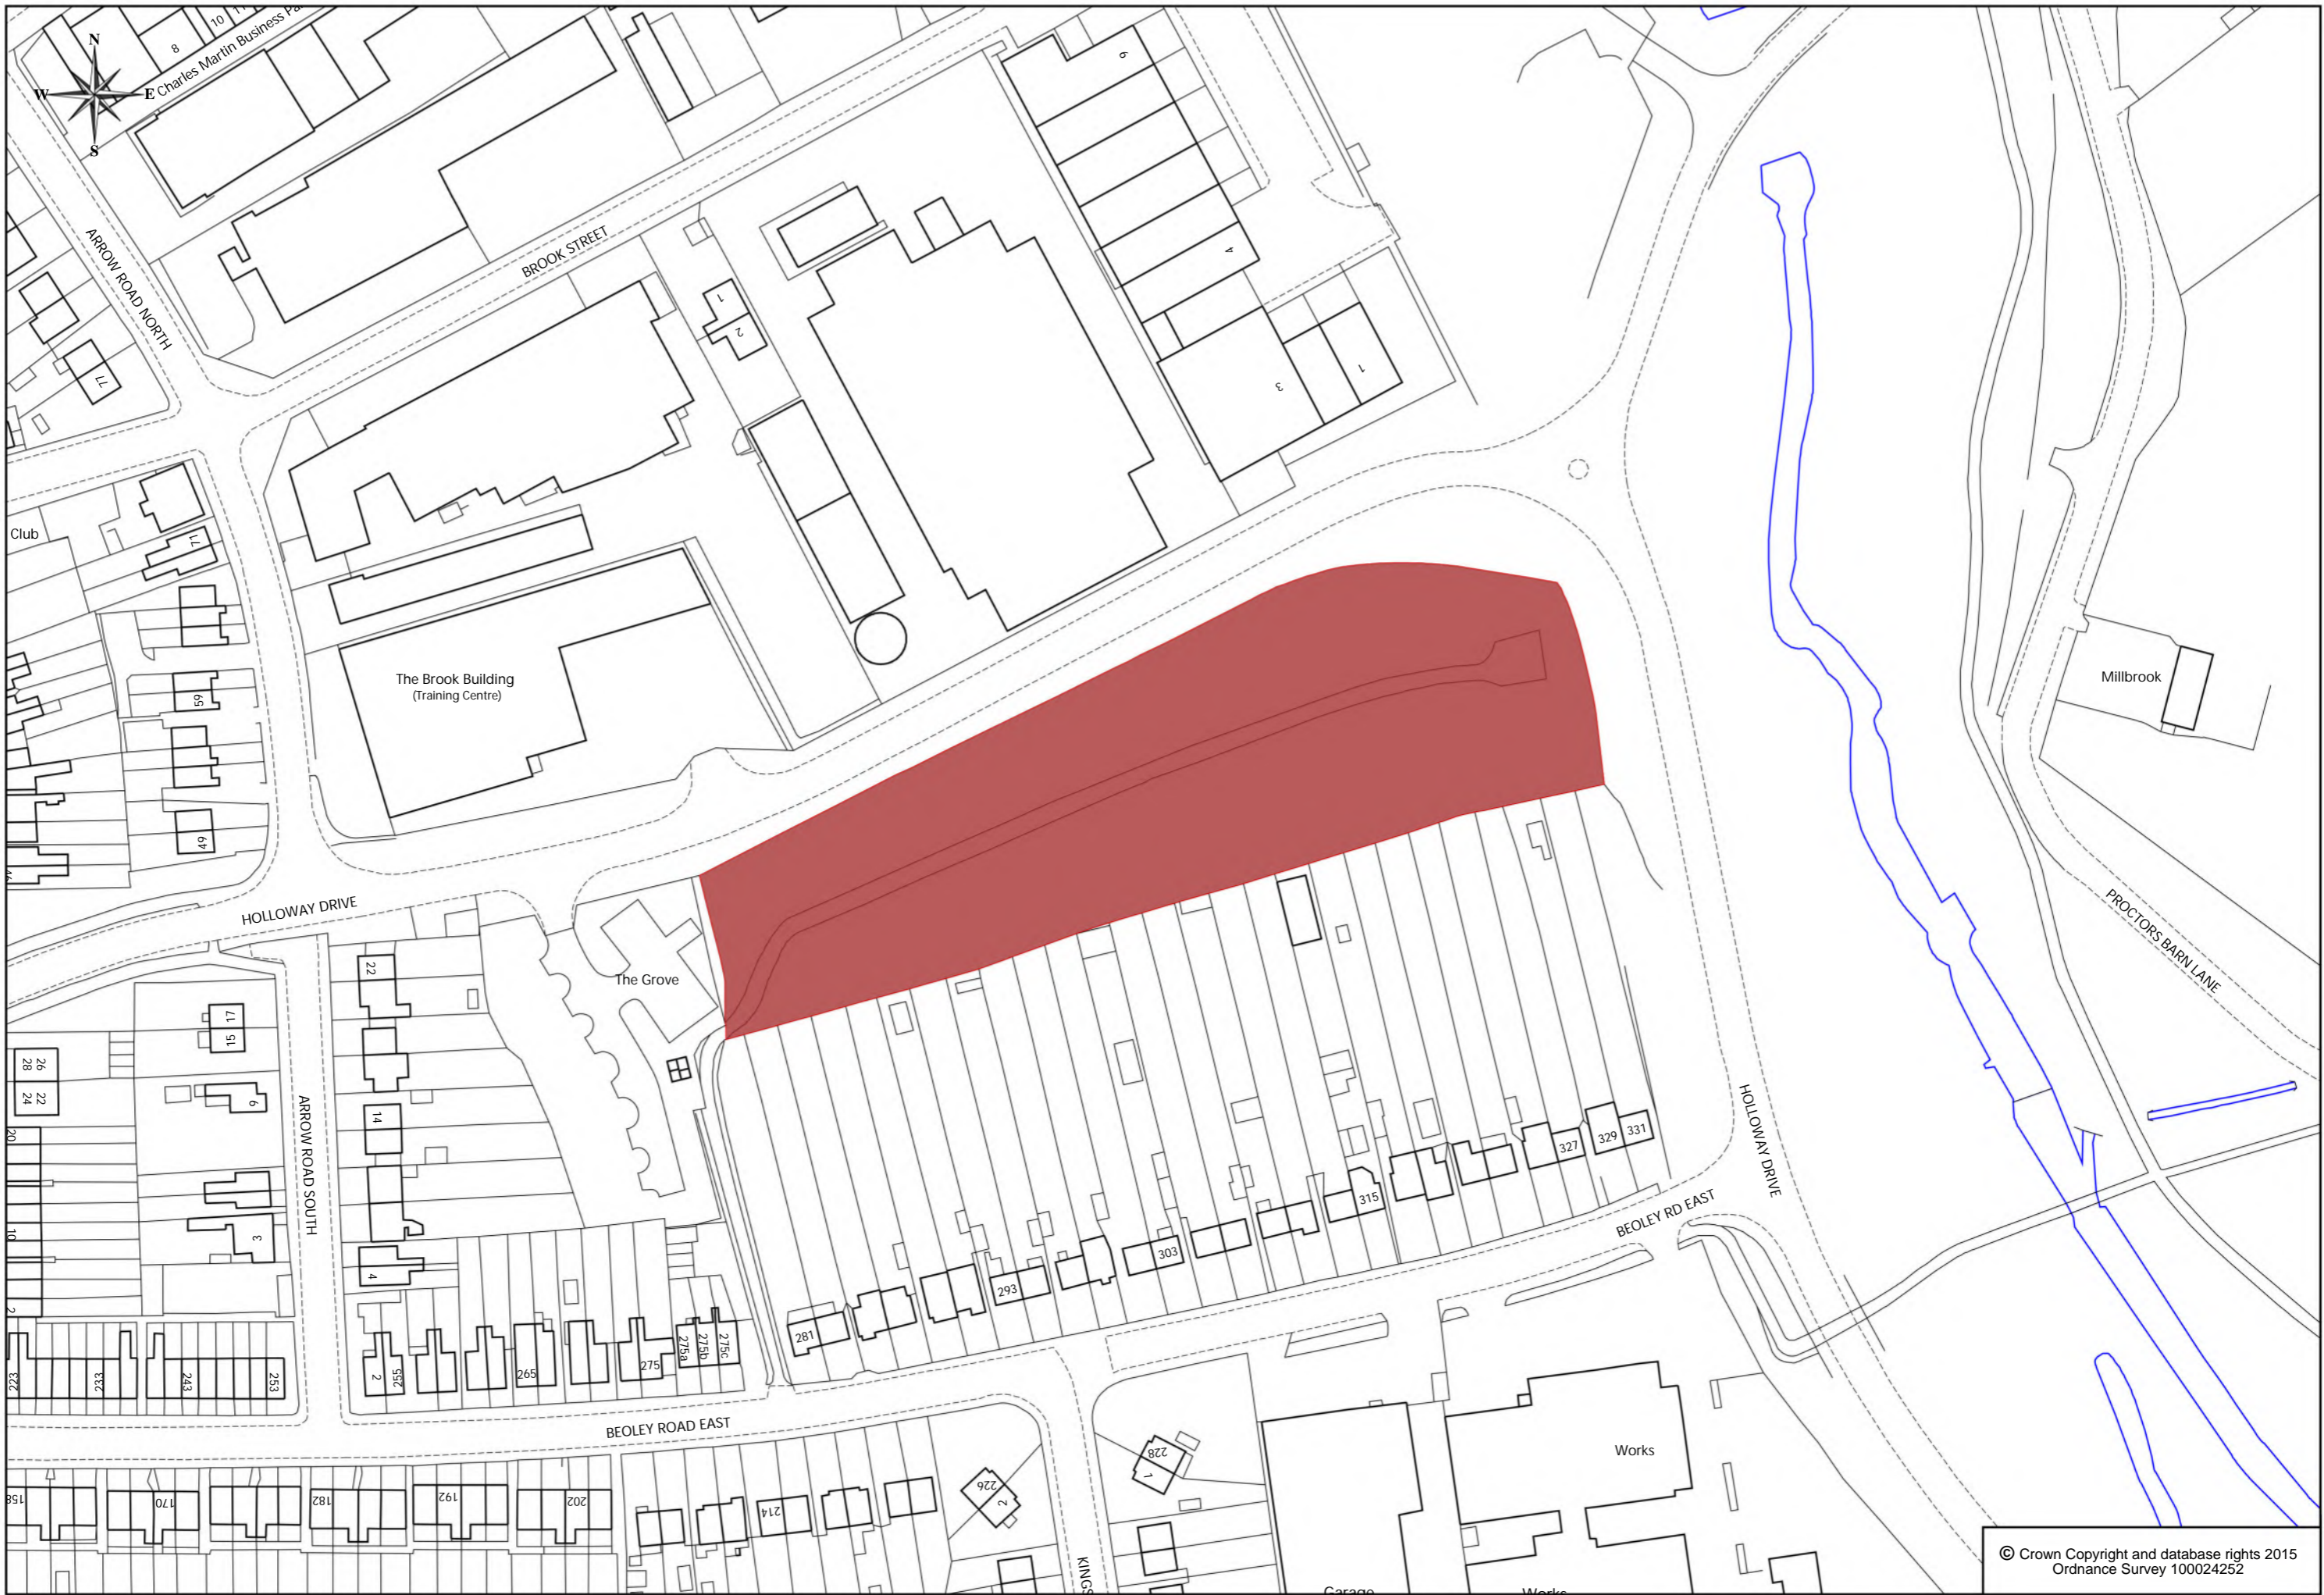 10
11
8
Charles Martin Business Pa
N
W
E
S
ARROW ROAD NORTH
BROOK STREET
6
4
3
1
1
2
77
Club
71
69
49
The Brook Building
(Training Centre)
Millbrook
HOLLOWAY DRIVE
The Grove
PROCTORS BARN LANE
22
17
15
28 26
24 22
9
14
ARROW ROAD SOUTH
20
10
2
3
4
HOLLOWAY DRIVE
BEOLEY RD EAST
331
329
327
315
303
293
281
223
233
243
253
2
255
265
275
275a
275b
275c
BEOLEY ROAD EAST
158
170
182
192
202
214
226
2
228
1
KINGS
Works
Garage
Works
© Crown Copyright and database rights 2015
Ordnance Survey 100024252